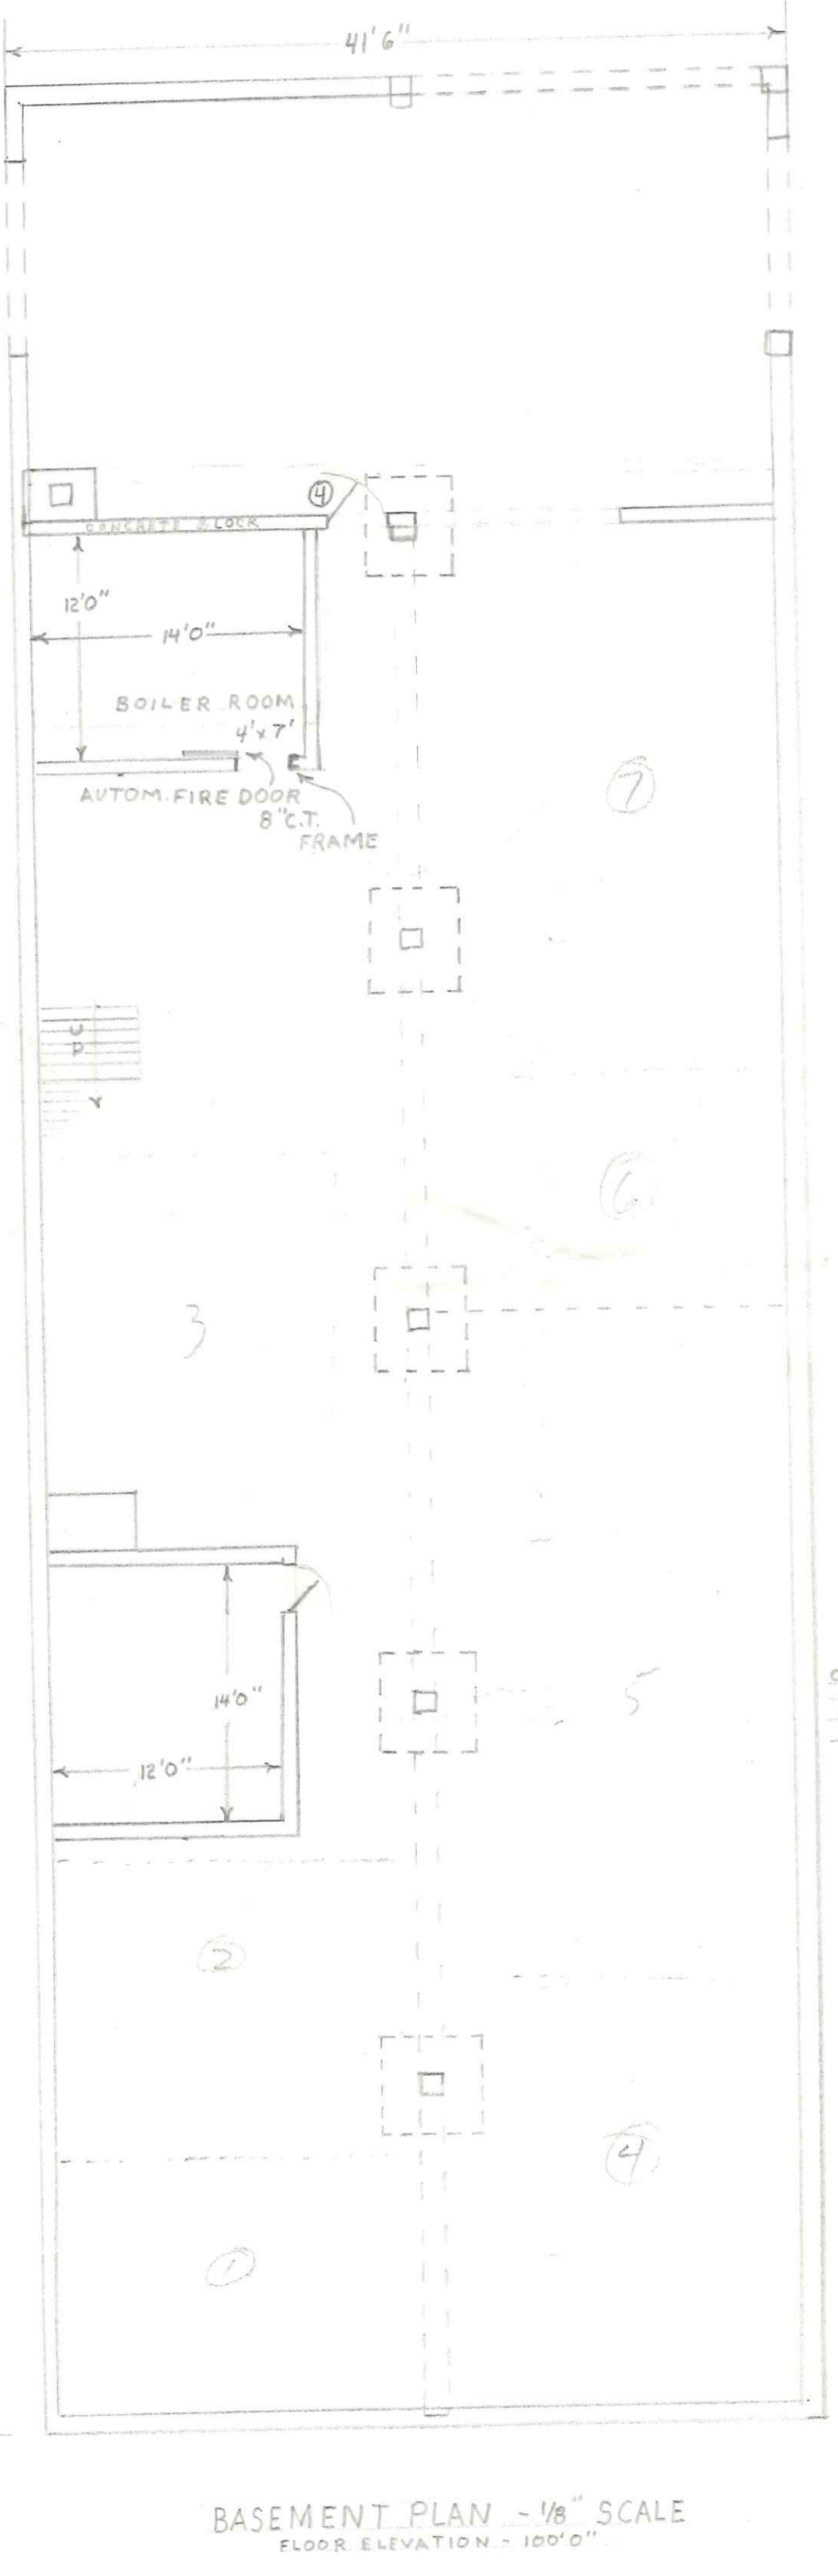 41'6"
4
CONCRETE BLOCK
12'0"
14'0"
BOILER ROOM
4'x7'
AUTOM. FIRE DOOR
8" C.T.
FRAME
7
UP
6
3
14'0"
5
12'0"
2
4
1
BASEMENT PLAN - 1/8" SCALE
FLOOR ELEVATION - 100'0"